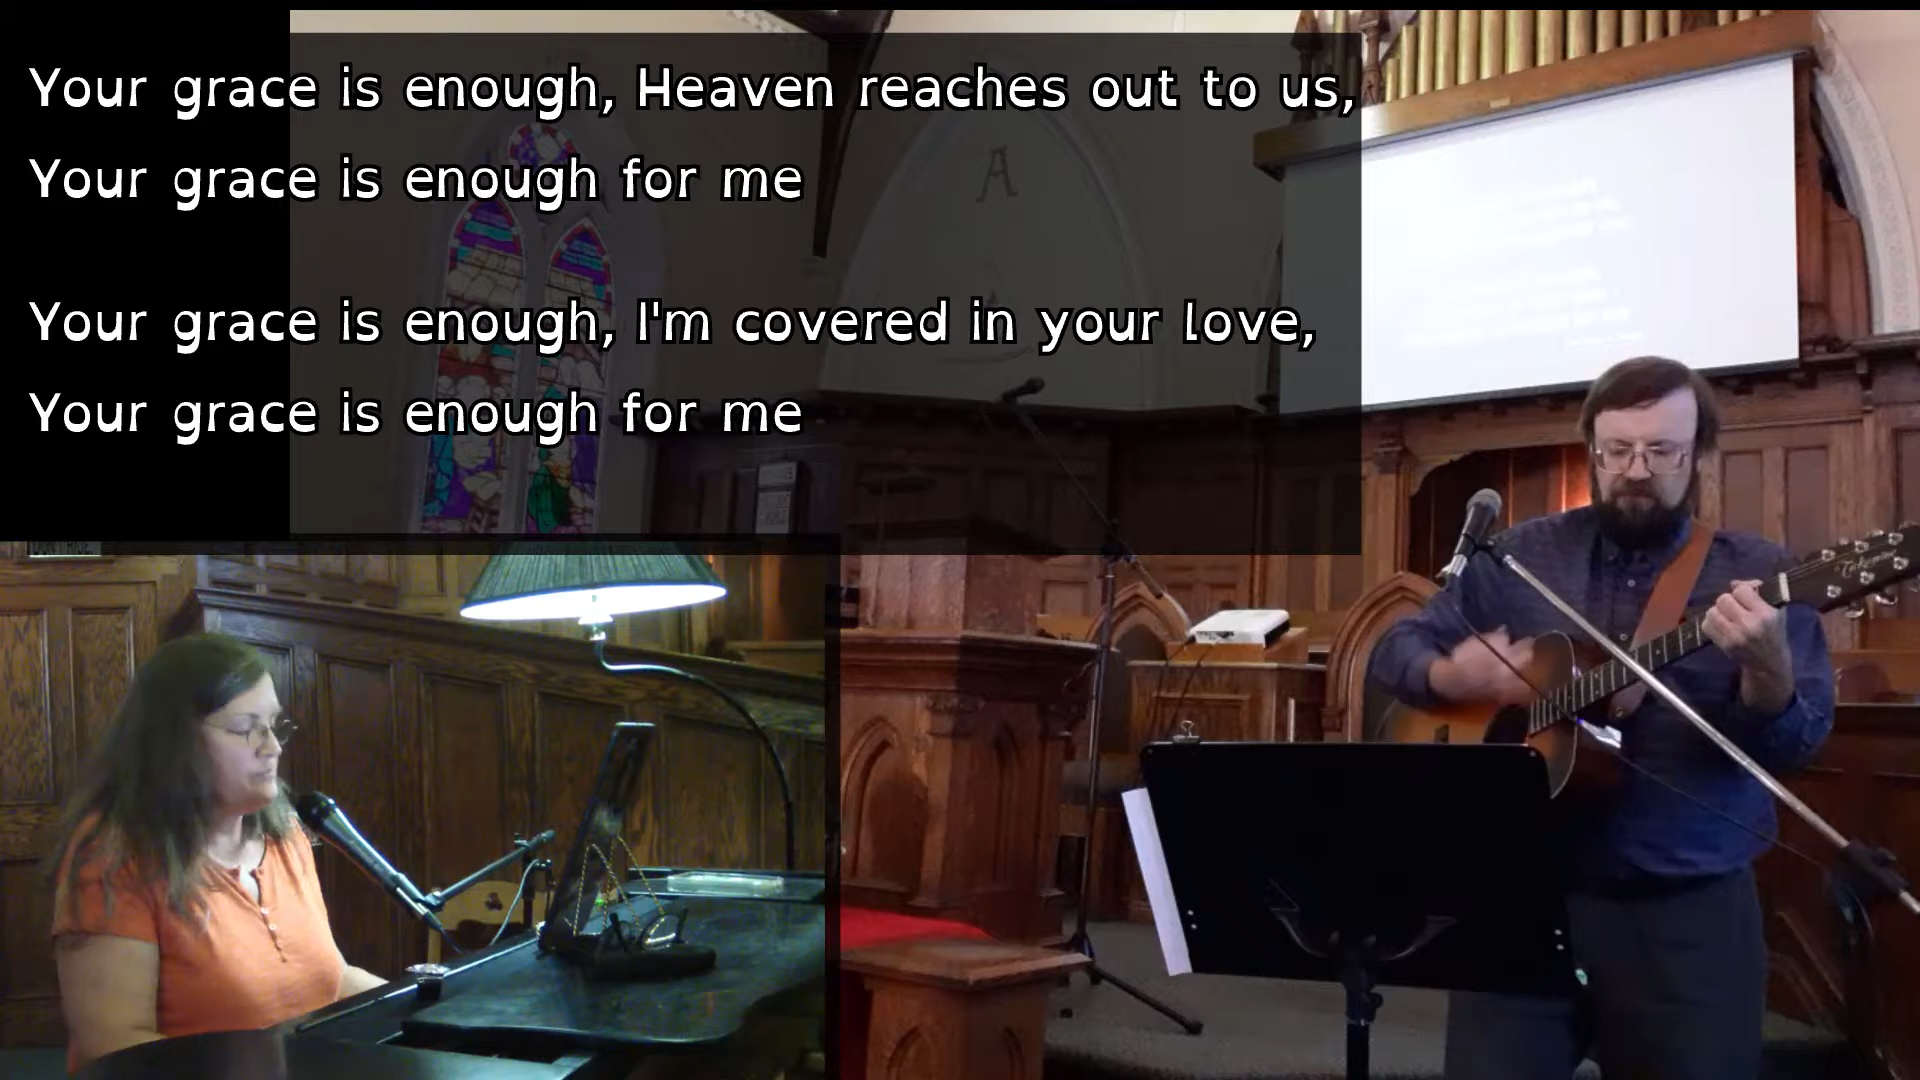 Your grace is enough, Heaven reaches out to us,
Your grace is enough for me
Your grace is enough, I'm covered in your love,
Your grace is enough for me
Takamine